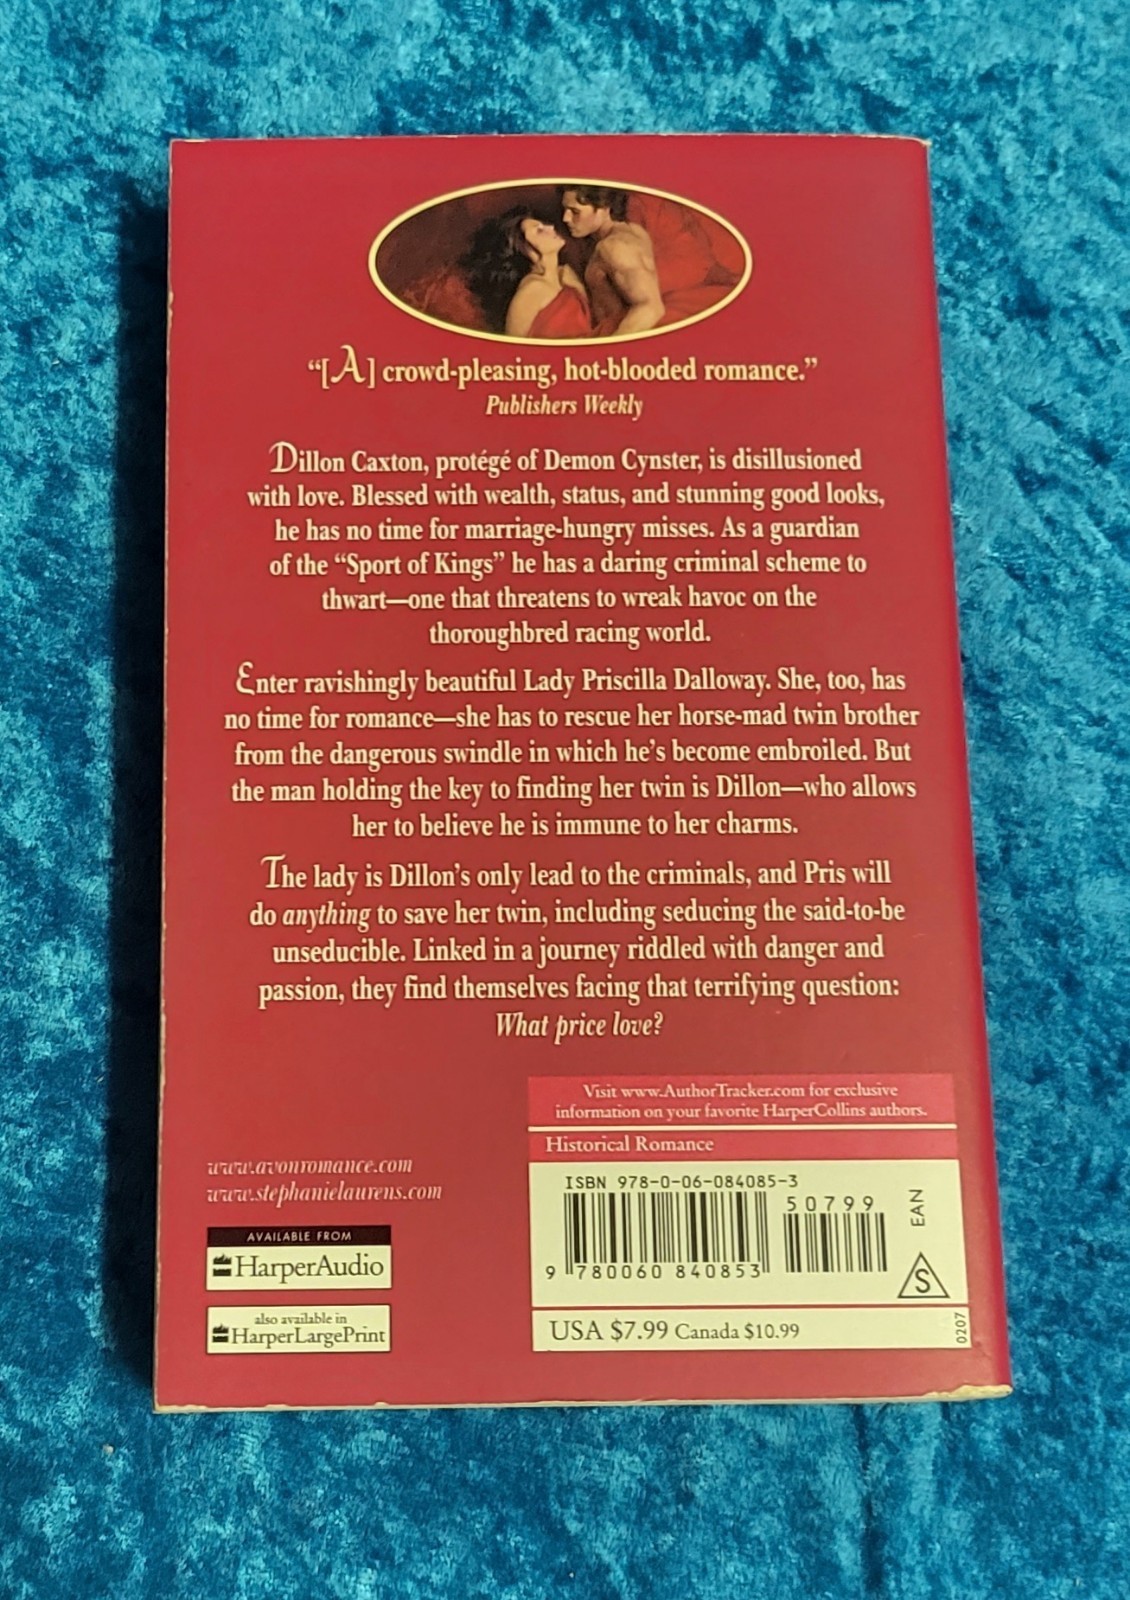 “[A] crowd-pleasing, hot-blooded romance.”
Publishers Weekly
Dillon Caxton, protégé of Demon Cynster, is disillusioned
with love. Blessed with wealth, status, and stunning good looks,
he has no time for marriage-hungry misses. As a guardian
of the “Sport of Kings” he has a daring criminal scheme to
thwart—one that threatens to wreak havoc on the
thoroughbred racing world.
Enter ravishingly beautiful Lady Priscilla Dalloway. She, too, has
no time for romance—she has to rescue her horse-mad twin brother
from the dangerous swindle in which he’s become embroiled. But
the man holding the key to finding her twin is Dillon—who allows
her to believe he is immune to her charms.
The lady is Dillon’s only lead to the criminals, and Pris will
do anything to save her twin, including seducing the said-to-be
unseducible. Linked in a journey riddled with danger and
passion, they find themselves facing that terrifying question:
What price love?
Visit www.AuthorTracker.com for exclusive
information on your favorite HarperCollins authors.
Historical Romance
www.avonromance.com
www.stephanielaurens.com
AVAILABLE FROM
HarperAudio
also available in
HarperLargePrint
ISBN 978-0-06-084085-3
50799
EAN
9 780060 840853
S
USA $7.99 Canada $10.99
0207